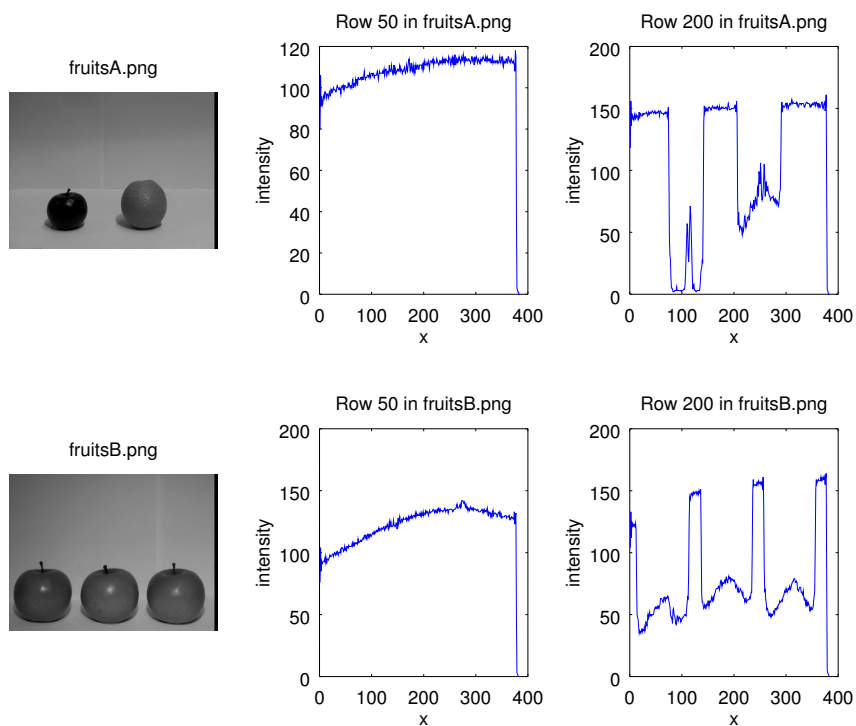 fruitsA.png
Row 50 in fruitsA.png
120
100
80
60
40
20
0
intensity
0 100 200 300 400
x
Row 200 in fruitsA.png
200
150
100
50
0
intensity
0 100 200 300 400
x
fruitsB.png
Row 50 in fruitsB.png
200
150
100
50
0
intensity
0 100 200 300 400
x
Row 200 in fruitsB.png
200
150
100
50
0
intensity
0 100 200 300 400
x